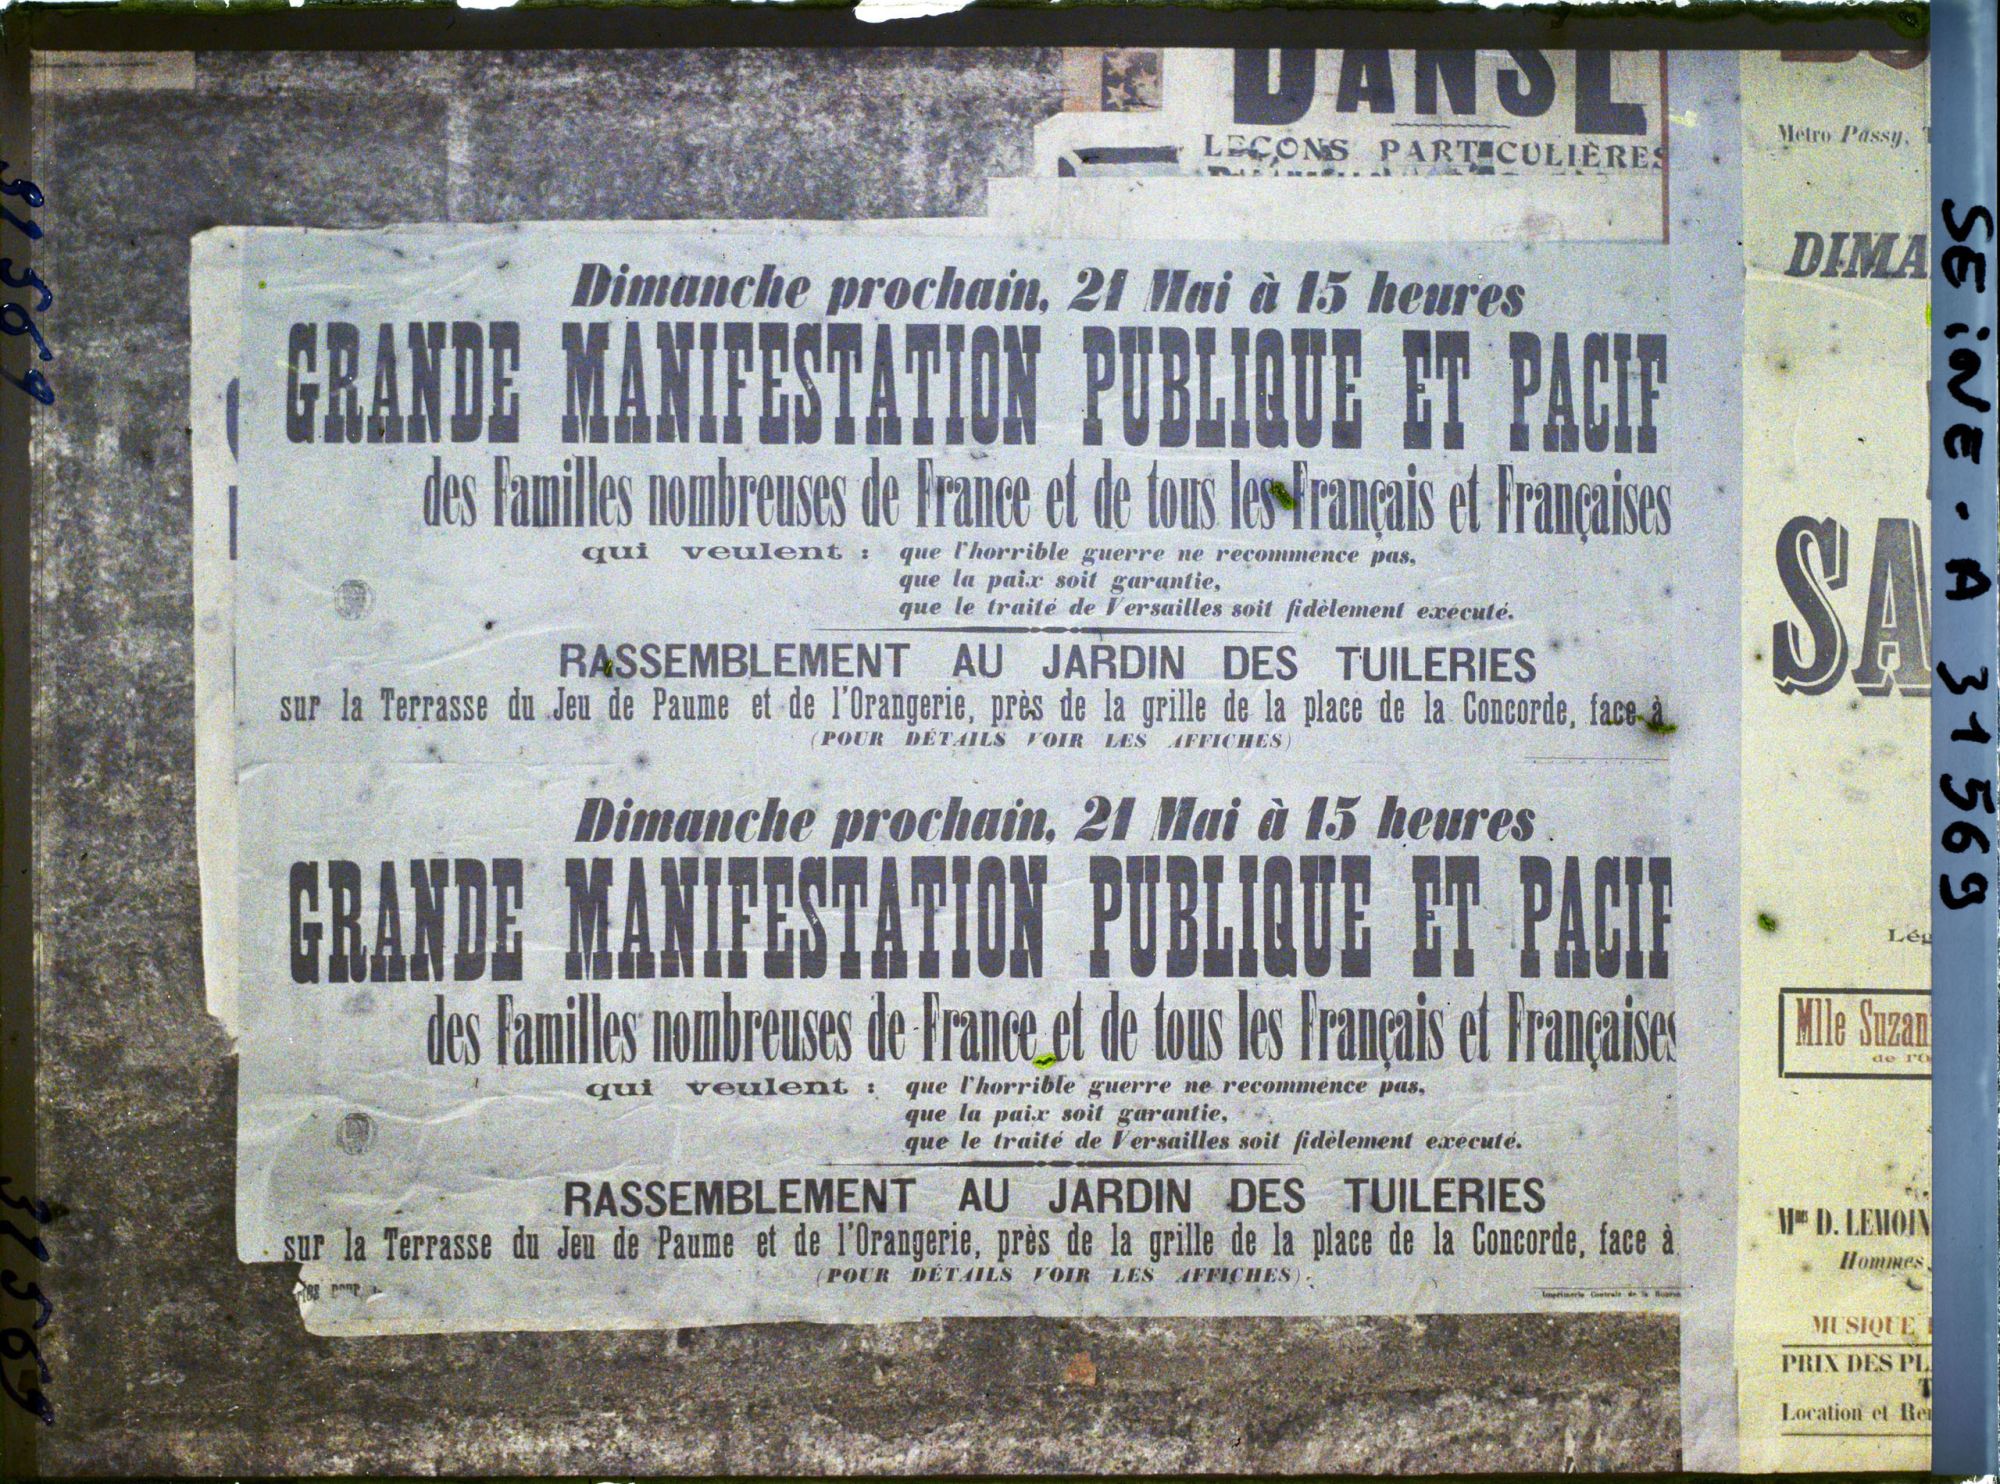 DANSE
LEÇONS PARTICULIÈRES
Dimanche prochain, 21 Mai à 15 heures
GRANDE MANIFESTATION PUBLIQUE ET PACIF
des Familles nombreuses de France et de tous les Français et Françaises
qui veulent : que l'horrible guerre ne recommence pas,
que la paix soit garantie,
que le traité de Versailles soit fidèlement exécuté.
RASSEMBLEMENT AU JARDIN DES TUILERIES
sur la Terrasse du Jeu de Paume et de l'Orangerie, près de la grille de la place de la Concorde, face à
(POUR DÉTAILS VOIR LES AFFICHES)
Dimanche prochain, 21 Mai à 15 heures
GRANDE MANIFESTATION PUBLIQUE ET PACIF
des Familles nombreuses de France et de tous les Français et Françaises
qui veulent : que l'horrible guerre ne recommence pas,
que la paix soit garantie,
que le traité de Versailles soit fidèlement exécuté.
RASSEMBLEMENT AU JARDIN DES TUILERIES
sur la Terrasse du Jeu de Paume et de l'Orangerie, près de la grille de la place de la Concorde, face à
(POUR DÉTAILS VOIR LES AFFICHES)
Imprimerie Centrale de la Bourse
Métro Passy,
DIMA
SA
Lég
Mlle Suzan
de l'O
Mme D. LEMOIN
Hommes
MUSIQUE
PRIX DES PL
Location et Re
SEINE - A 31569
31569
31569